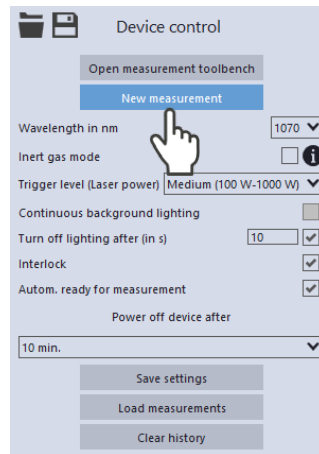 Device control
Open measurement toolbench
New measurement
Wavelength in nm 1070
Inert gas mode
Trigger level (Laser power) Medium (100 W-1000 W)
Continuous background lighting
Turn off lighting after (in s) 10
Interlock
Autom. ready for measurement
Power off device after
10 min.
Save settings
Load measurements
Clear history